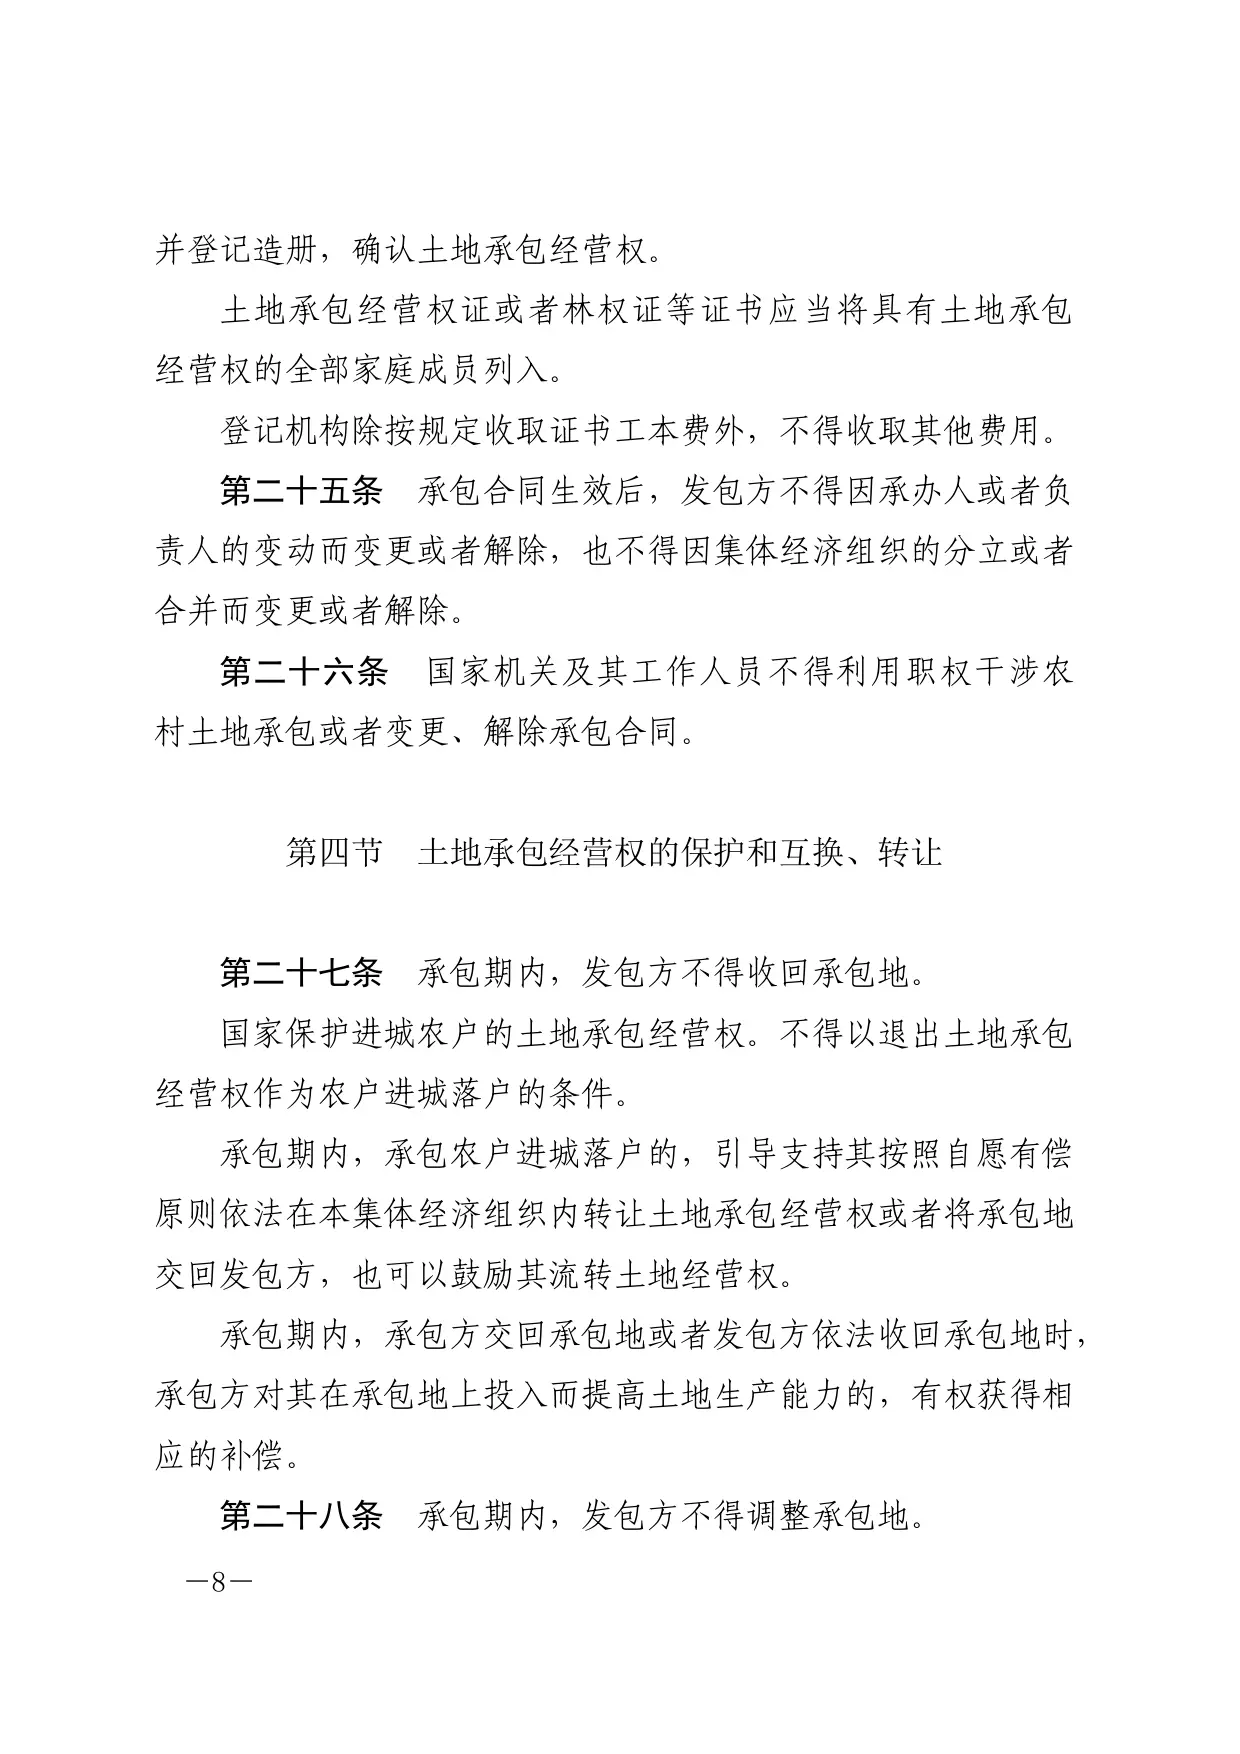 并登记造册，确认土地承包经营权。
土地承包经营权证或者林权证等证书应当将具有土地承包
经营权的全部家庭成员列入。
登记机构除按规定收取证书工本费外，不得收取其他费用。
第二十五条　承包合同生效后，发包方不得因承办人或者负
责人的变动而变更或者解除，也不得因集体经济组织的分立或者
合并而变更或者解除。
第二十六条　国家机关及其工作人员不得利用职权干涉农
村土地承包或者变更、解除承包合同。
第四节　土地承包经营权的保护和互换、转让
第二十七条　承包期内，发包方不得收回承包地。
国家保护进城农户的土地承包经营权。不得以退出土地承包
经营权作为农户进城落户的条件。
承包期内，承包农户进城落户的，引导支持其按照自愿有偿
原则依法在本集体经济组织内转让土地承包经营权或者将承包地
交回发包方，也可以鼓励其流转土地经营权。
承包期内，承包方交回承包地或者发包方依法收回承包地时，
承包方对其在承包地上投入而提高土地生产能力的，有权获得相
应的补偿。
第二十八条　承包期内，发包方不得调整承包地。
—8—